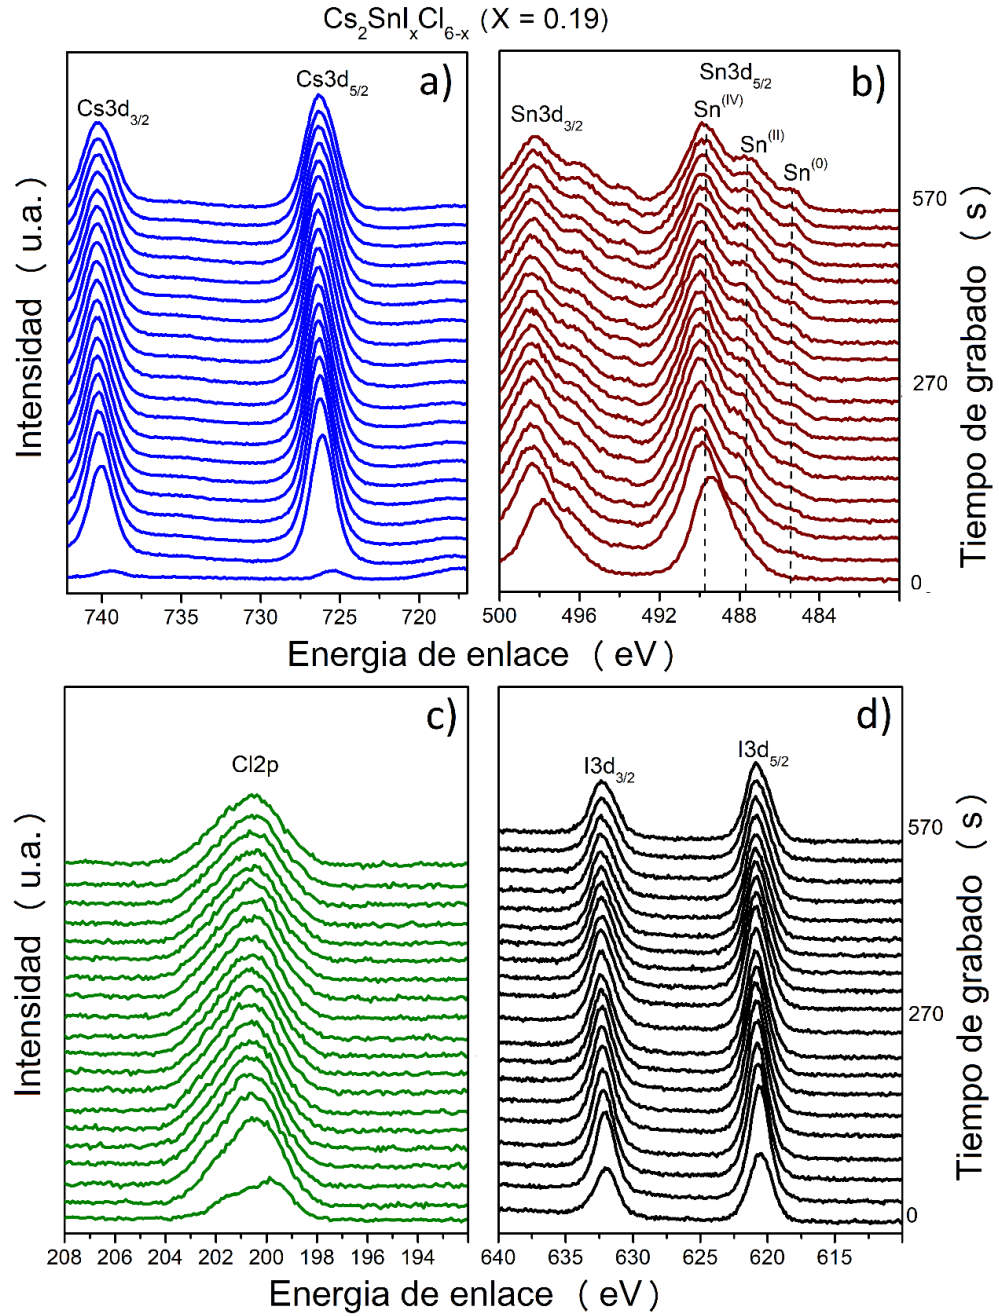 Cs2SnIxCl6-x (X = 0.19)
a)
Cs3d3/2
Cs3d5/2
b)
Sn3d5/2
Sn3d3/2
Sn(IV)
Sn(II)
Sn(0)
Intensidad ( u.a.)
570
270
0
Tiempo de grabado ( s)
740 735 730 725 720
500 496 492 488 484
Energia de enlace ( eV)
c)
Cl2p
d)
I3d3/2
I3d5/2
Intensidad ( u.a.)
570
270
0
Tiempo de grabado ( s)
208 206 204 202 200 198 196 194
640 635 630 625 620
Energia de enlace ( eV)